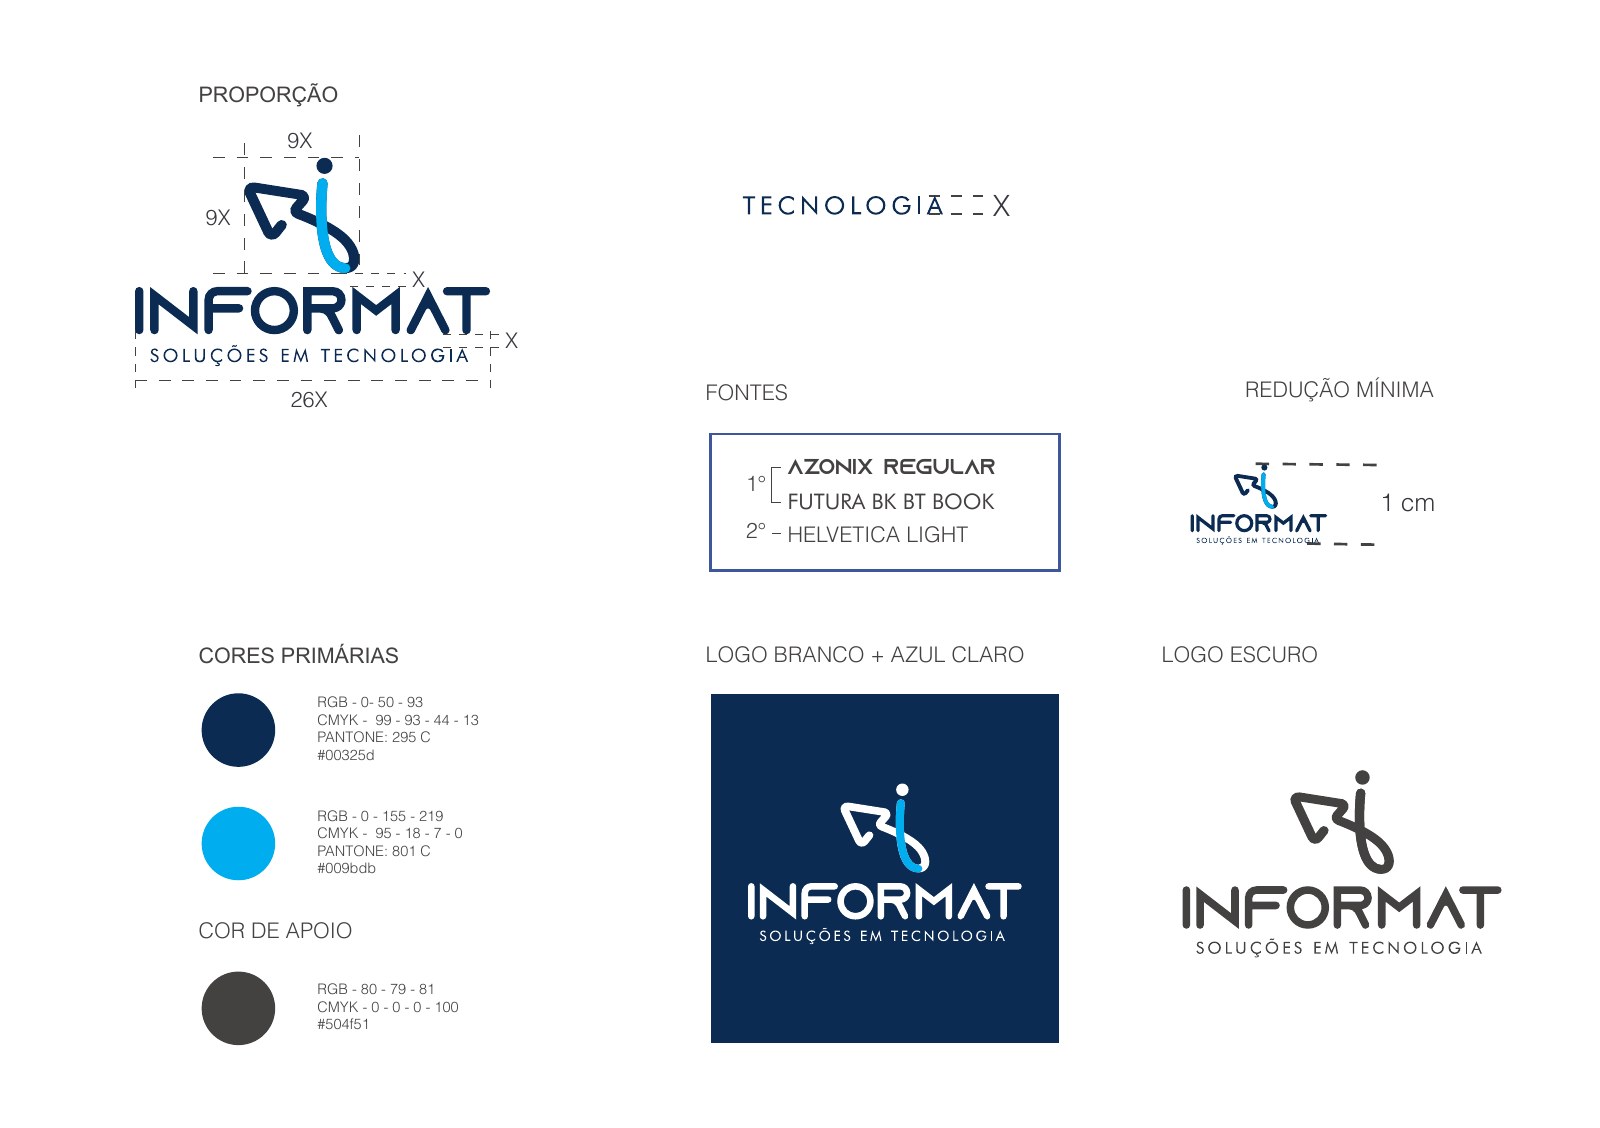 PROPORÇÃO
9X
9X
X
INFORMAT
X
SOLUÇÕES EM TECNOLOGIA
26X
TECNOLOGIA X
FONTES
1º AZONIX REGULAR
FUTURA BK BT BOOK
2º – HELVETICA LIGHT
REDUÇÃO MÍNIMA
1 cm
INFORMAT
SOLUÇÕES EM TECNOLOGIA
CORES PRIMÁRIAS
RGB - 0- 50 - 93
CMYK - 99 - 93 - 44 - 13
PANTONE: 295 C
#00325d
RGB - 0 - 155 - 219
CMYK - 95 - 18 - 7 - 0
PANTONE: 801 C
#009bdb
COR DE APOIO
RGB - 80 - 79 - 81
CMYK - 0 - 0 - 0 - 100
#504f51
LOGO BRANCO + AZUL CLARO
INFORMAT
SOLUÇÕES EM TECNOLOGIA
LOGO ESCURO
INFORMAT
SOLUÇÕES EM TECNOLOGIA